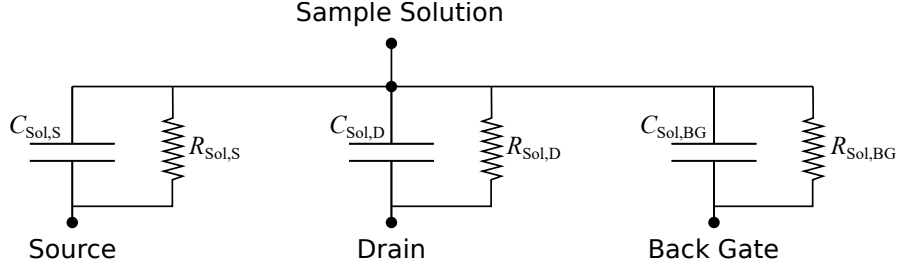 Sample Solution
C_Sol,S
R_Sol,S
C_Sol,D
R_Sol,D
C_Sol,BG
R_Sol,BG
Source
Drain
Back Gate